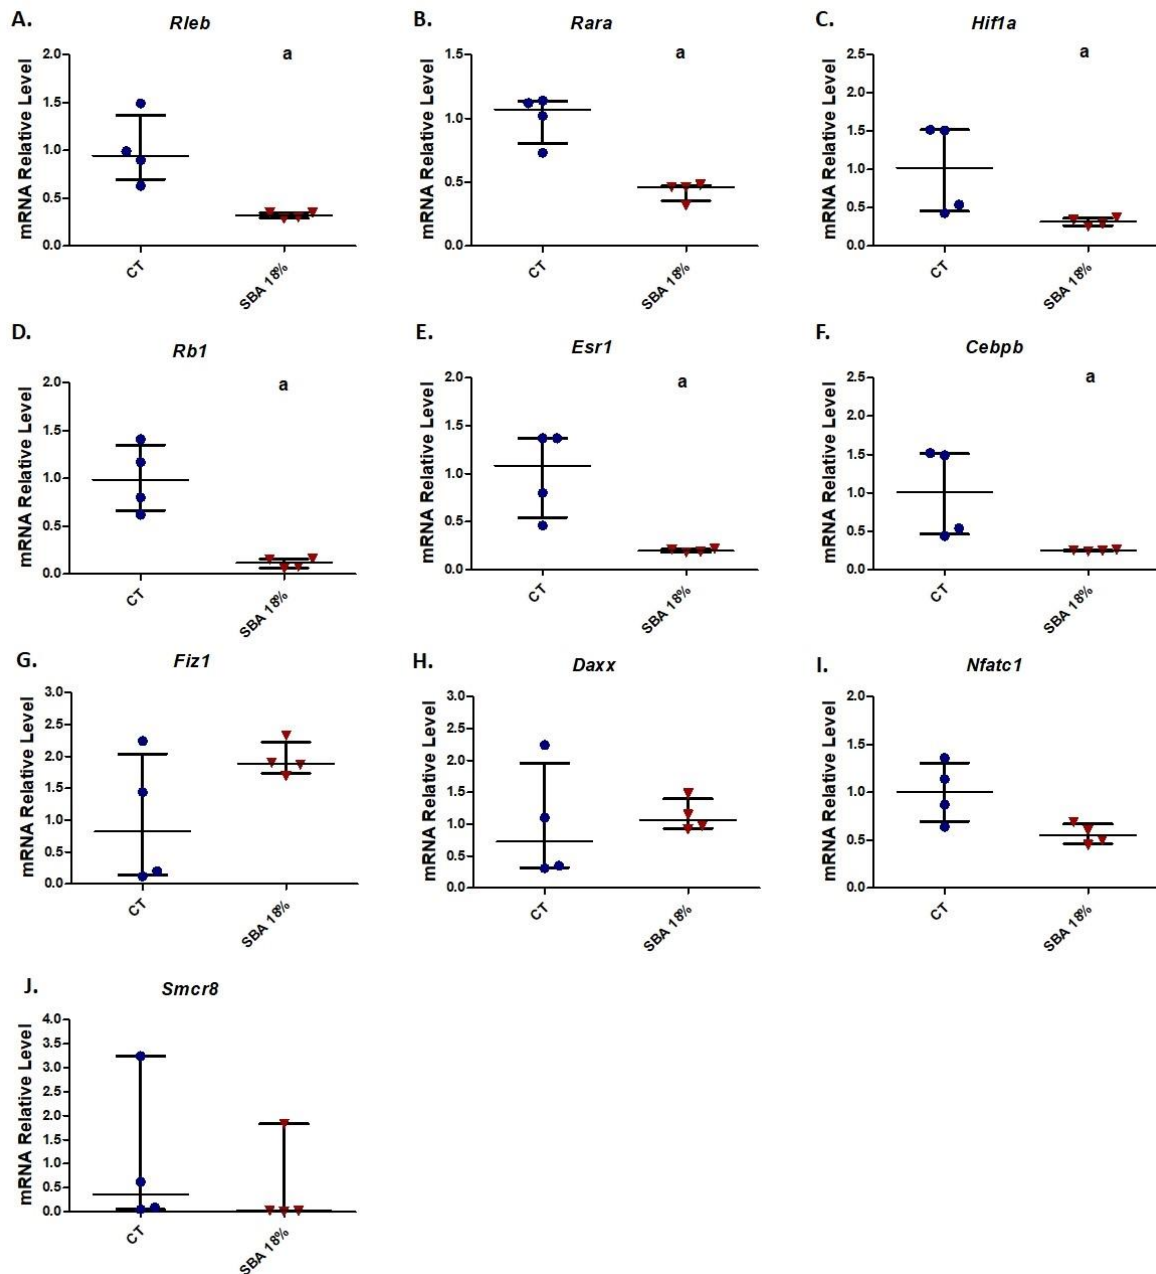 A.
Rleb
a
mRNA Relative Level
2.0
1.5
1.0
0.5
0.0
CT
SBA 18%
B.
Rara
a
mRNA Relative Level
1.5
1.0
0.5
0.0
CT
SBA 18%
C.
Hif1a
a
mRNA Relative Level
2.5
2.0
1.5
1.0
0.5
0.0
CT
SBA 18%
D.
Rb1
a
mRNA Relative Level
2.0
1.5
1.0
0.5
0.0
CT
SBA 18%
E.
Esr1
a
mRNA Relative Level
2.0
1.5
1.0
0.5
0.0
CT
SBA 18%
F.
Cebpb
a
mRNA Relative Level
2.5
2.0
1.5
1.0
0.5
0.0
CT
SBA 18%
G.
Fiz1
mRNA Relative Level
3.0
2.5
2.0
1.5
1.0
0.5
0.0
CT
SBA 18%
H.
Daxx
mRNA Relative Level
3.0
2.5
2.0
1.5
1.0
0.5
0.0
CT
SBA 18%
I.
Nfatc1
mRNA Relative Level
2.0
1.5
1.0
0.5
0.0
CT
SBA 18%
J.
Smcr8
mRNA Relative Level
4.0
3.5
3.0
2.5
2.0
1.5
1.0
0.5
0.0
CT
SBA 18%